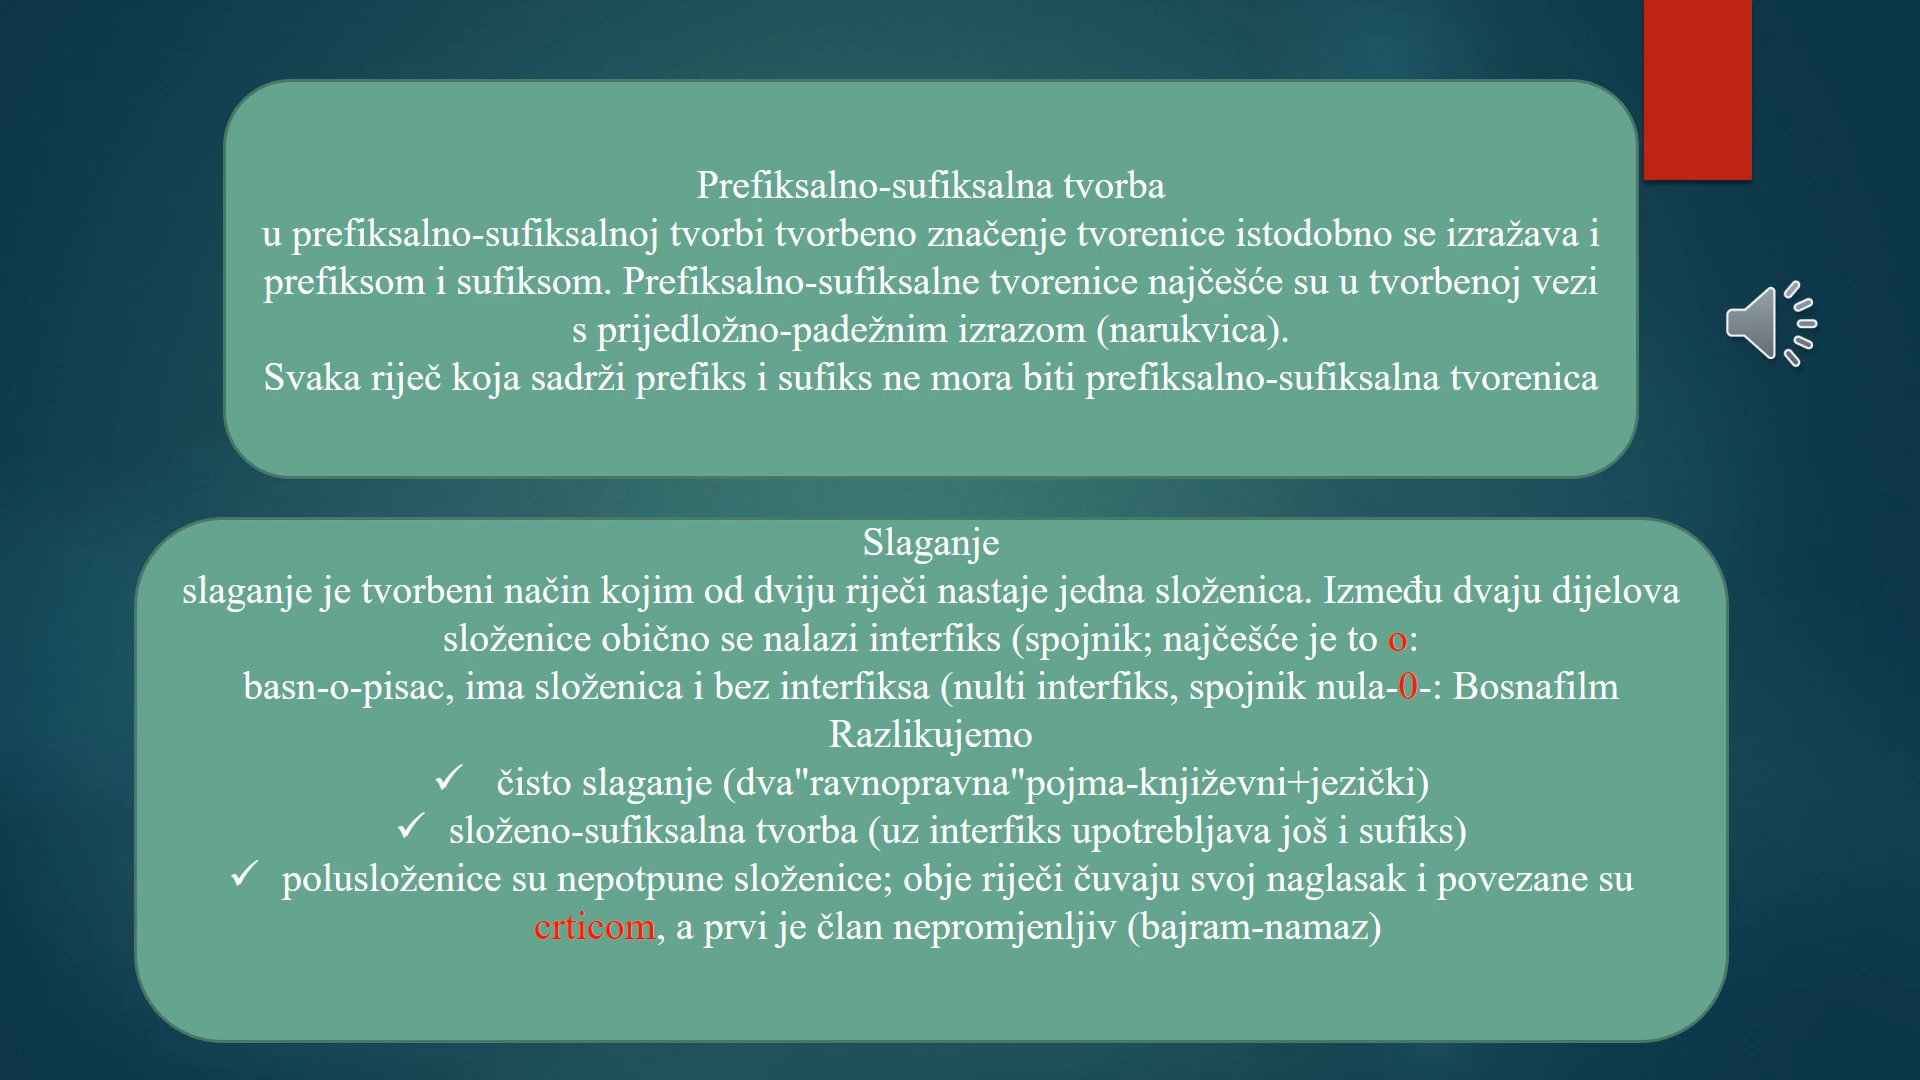 Prefiksalno-sufiksalna tvorba
u prefiksalno-sufiksalnoj tvorbi tvorbeno značenje tvorenice istodobno se izražava i
prefiksom i sufiksom. Prefiksalno-sufiksalne tvorenice najčešće su u tvorbenoj vezi
s prijedložno-padežnim izrazom (narukvica).
Svaka riječ koja sadrži prefiks i sufiks ne mora biti prefiksalno-sufiksalna tvorenica
Slaganje
slaganje je tvorbeni način kojim od dviju riječi nastaje jedna složenica. Između dvaju dijelova
složenice obično se nalazi interfiks (spojnik; najčešće je to o:
basn-o-pisac, ima složenica i bez interfiksa (nulti interfiks, spojnik nula-0-: Bosnafilm
Razlikujemo
✓ čisto slaganje (dva"ravnopravna"pojma-književni+jezički)
✓ složeno-sufiksalna tvorba (uz interfiks upotrebljava još i sufiks)
✓ polusloženice su nepotpune složenice; obje riječi čuvaju svoj naglasak i povezane su
crticom, a prvi je član nepromjenljiv (bajram-namaz)